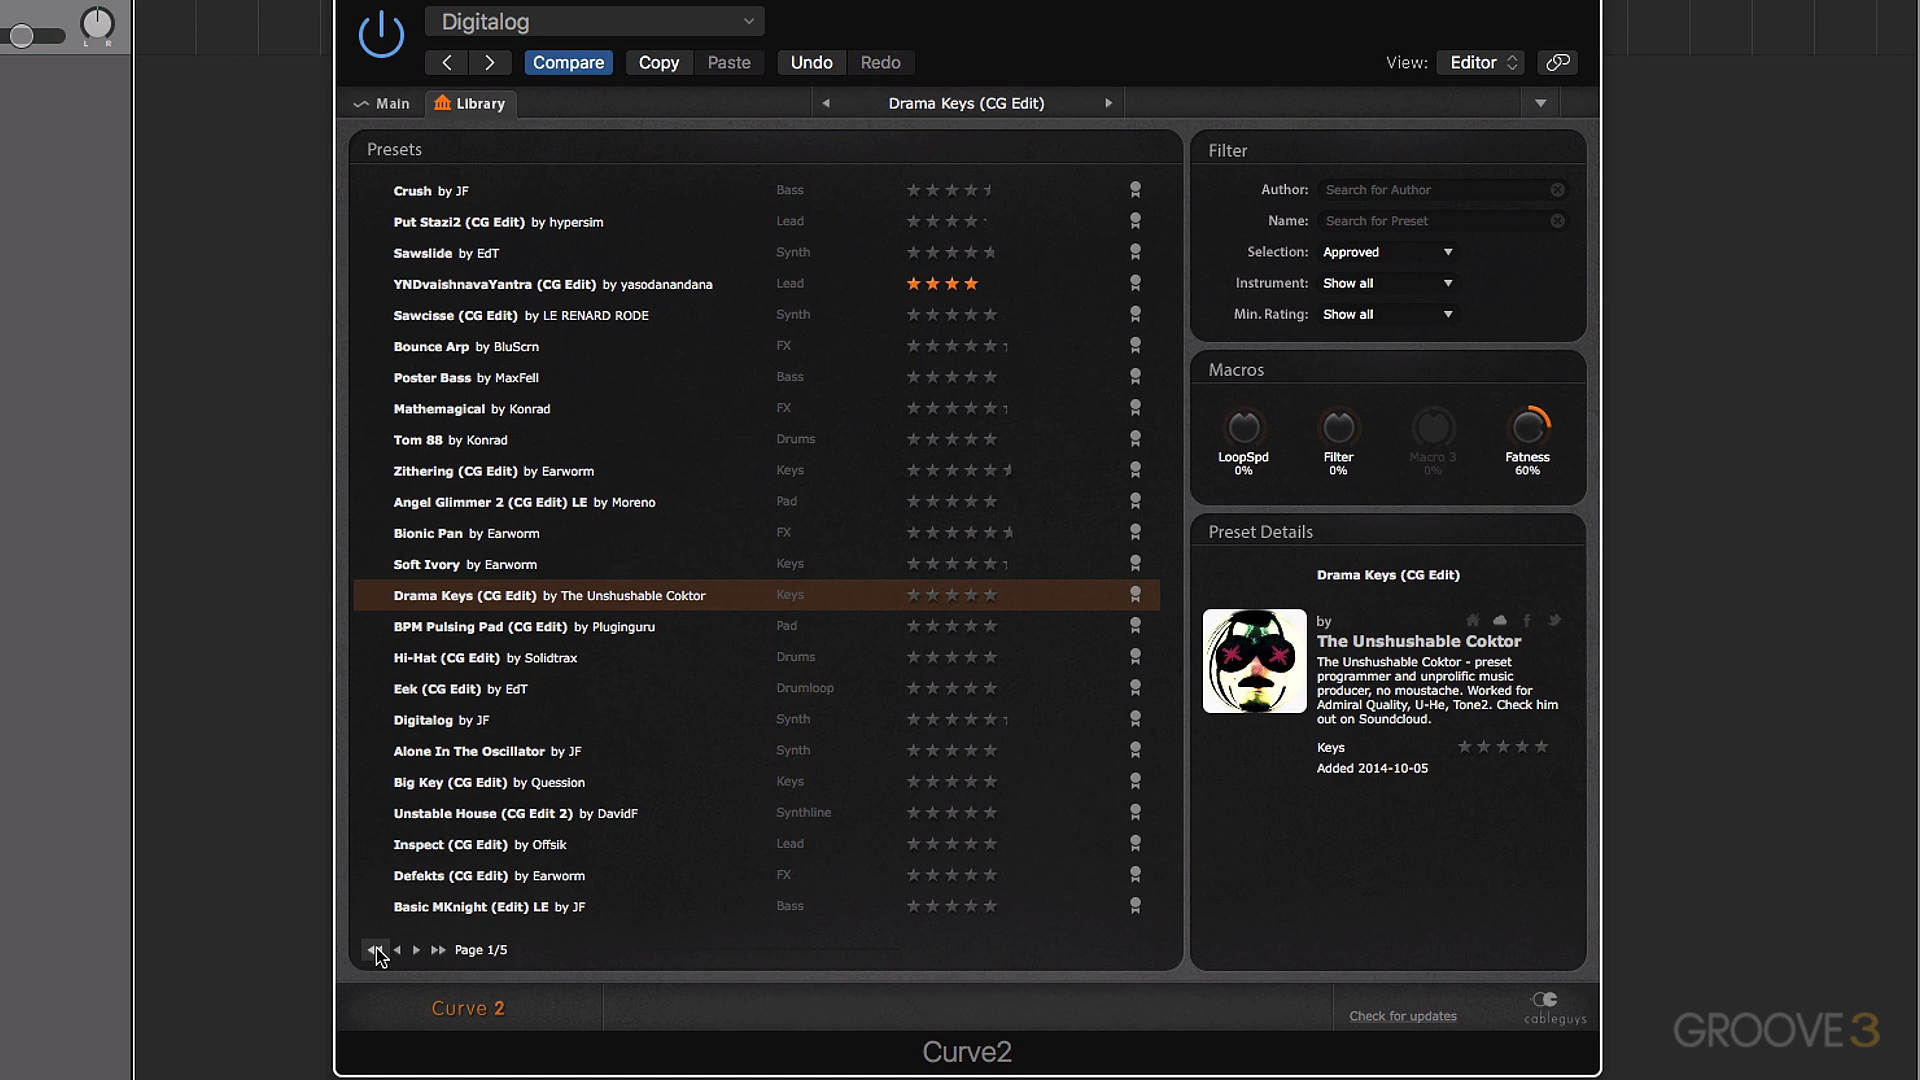 L R
Digitalog
Compare Copy Paste Undo Redo View: Editor
Main Library Drama Keys (CG Edit)
Presets
Crush by JF Bass
Put Stazi2 (CG Edit) by hypersim Lead
Sawslide by EdT Synth
YNDvaishnavaYantra (CG Edit) by yasodanandana Lead
Sawcisse (CG Edit) by LE RENARD RODE Synth
Bounce Arp by BluScrn FX
Poster Bass by MaxFell Bass
Mathemagical by Konrad FX
Tom 88 by Konrad Drums
Zithering (CG Edit) by Earworm Keys
Angel Glimmer 2 (CG Edit) LE by Moreno Pad
Bionic Pan by Earworm FX
Soft Ivory by Earworm Keys
Drama Keys (CG Edit) by The Unshushable Coktor Keys
BPM Pulsing Pad (CG Edit) by Pluginguru Pad
Hi-Hat (CG Edit) by Solidtrax Drums
Eek (CG Edit) by EdT Drumloop
Digitalog by JF Synth
Alone In The Oscillator by JF Synth
Big Key (CG Edit) by Quession Keys
Unstable House (CG Edit 2) by DavidF Synthline
Inspect (CG Edit) by Offsik Lead
Defekts (CG Edit) by Earworm FX
Basic MKnight (Edit) LE by JF Bass
Page 1/5
Filter
Author: Search for Author
Name: Search for Preset
Selection: Approved
Instrument: Show all
Min. Rating: Show all
Macros
LoopSpd Filter Macro 3 Fatness
0% 0% 0% 60%
Preset Details
Drama Keys (CG Edit)
by
The Unshushable Coktor
The Unshushable Coktor - preset
programmer and unprolific music
producer, no moustache. Worked for
Admiral Quality, U-He, Tone2. Check him
out on Soundcloud.
Keys
Added 2014-10-05
Curve 2
Check for updates
cableguys
Curve2
GROOVE3